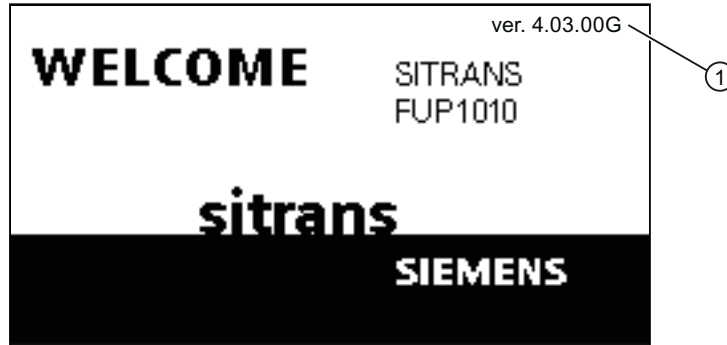 ver. 4.03.00G
1
WELCOME
SITRANS
FUP1010
sitrans
SIEMENS